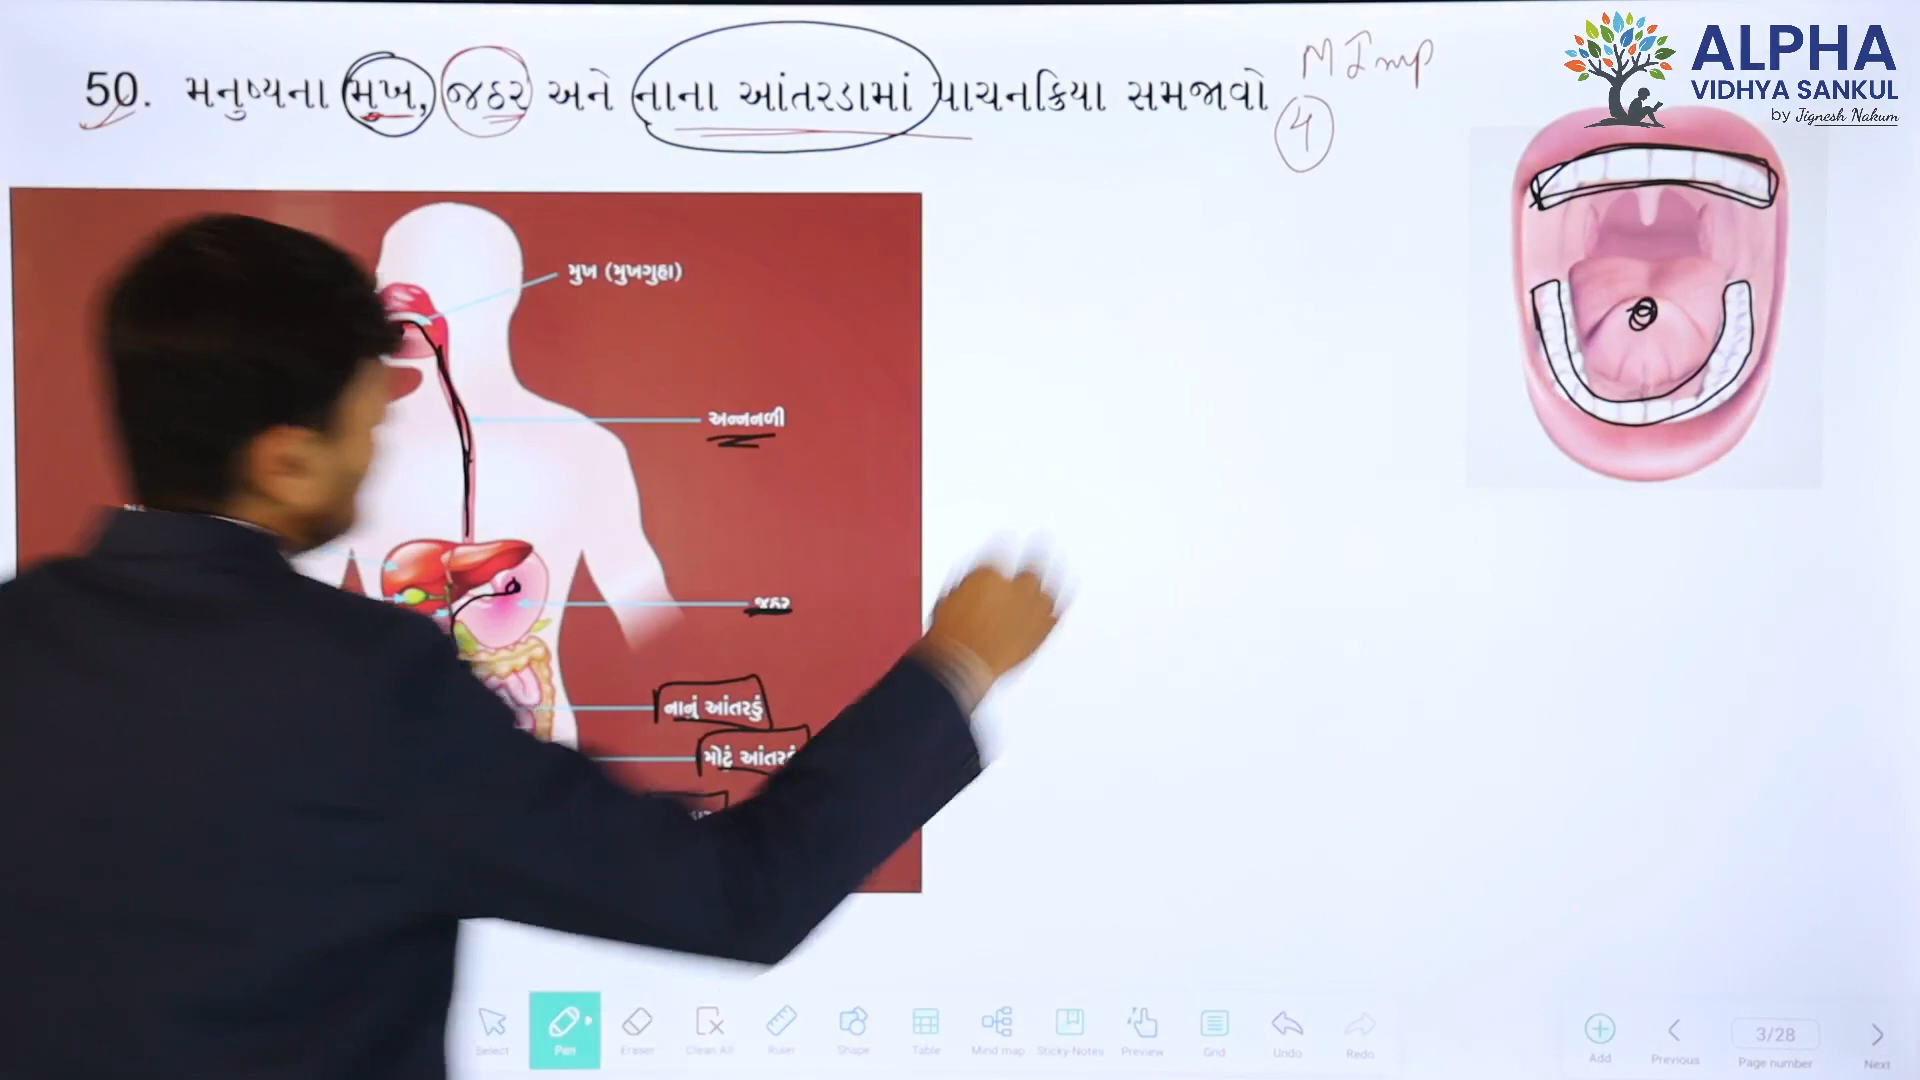 50. મનુષ્યના મુખ, જઠર અને નાના આંતરડામાં પાચનક્રિયા સમજાવો
M Imp
4
ALPHA
VIDHYA SANKUL
by Jignesh Nakum
મુખ (મુખગુહા)
અન્નનળી
જઠર
નાનું આંતરડું
મોટું
Select
Pen
Eraser
Clean All
Ruler
Shape
Table
Mind map
Sticky-Notes
Preview
Grid
Undo
Redo
Add
Previous
3/28
Page number
Next